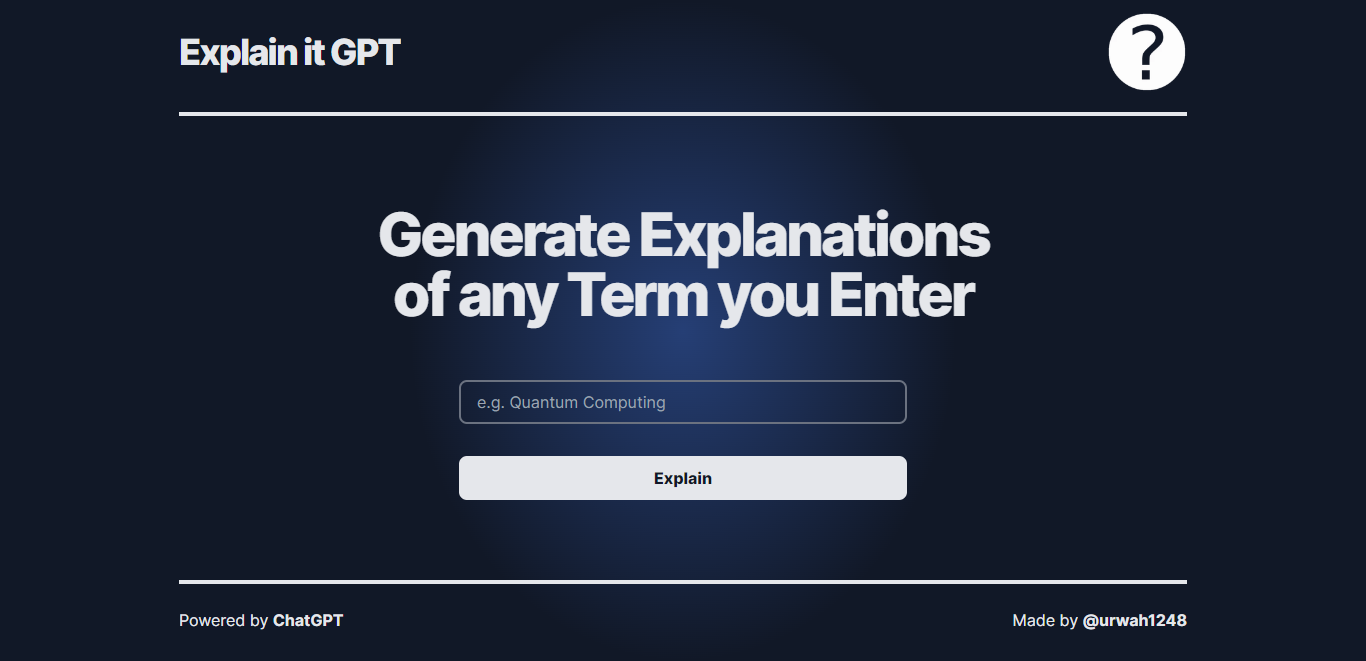 Explain it GPT
?
Generate Explanations
of any Term you Enter
e.g. Quantum Computing
Explain
Powered by ChatGPT
Made by @urwah1248